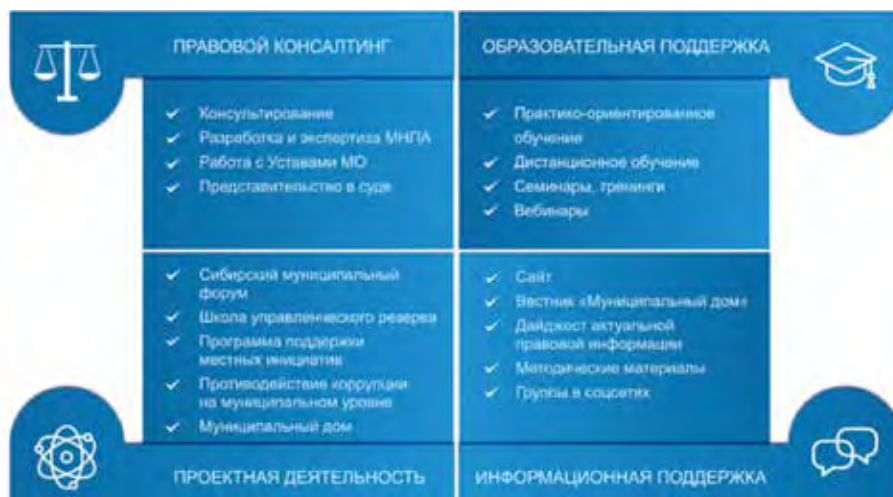 ПРАВОВОЙ КОНСАЛТИНГ
Консультирование
Разработка и экспертиза МНПА
Работа с Уставами МО
Представительство в суде
ОБРАЗОВАТЕЛЬНАЯ ПОДДЕРЖКА
Практико-ориентированное
обучение
Дистанционное обучение
Семинары, тренинги
Вебинары
Сибирский муниципальный
форум
Школа управленческого резерва
Программа поддержки
местных инициатив
Противодействие коррупции
на муниципальном уровне
Муниципальный дом
ПРОЕКТНАЯ ДЕЯТЕЛЬНОСТЬ
Сайт
Вестник «Муниципальный дом»
Дайджест актуальной
правовой информации
Методические материалы
Группы в соцсетях
ИНФОРМАЦИОННАЯ ПОДДЕРЖКА